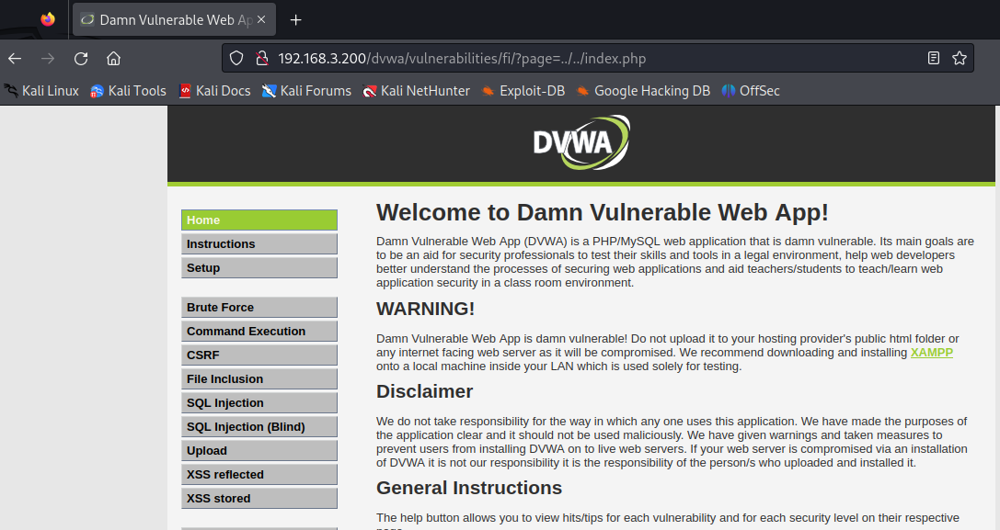 Damn Vulnerable Web Ap
192.168.3.200/dvwa/vulnerabilities/fi/?page=../../index.php
Kali Linux Kali Tools Kali Docs Kali Forums Kali NetHunter Exploit-DB Google Hacking DB OffSec
DVWA
Home
Instructions
Setup
Brute Force
Command Execution
CSRF
File Inclusion
SQL Injection
SQL Injection (Blind)
Upload
XSS reflected
XSS stored
Welcome to Damn Vulnerable Web App!
Damn Vulnerable Web App (DVWA) is a PHP/MySQL web application that is damn vulnerable. Its main goals are
to be an aid for security professionals to test their skills and tools in a legal environment, help web developers
better understand the processes of securing web applications and aid teachers/students to teach/learn web
application security in a class room environment.
WARNING!
Damn Vulnerable Web App is damn vulnerable! Do not upload it to your hosting provider's public html folder or
any internet facing web server as it will be compromised. We recommend downloading and installing XAMPP
onto a local machine inside your LAN which is used solely for testing.
Disclaimer
We do not take responsibility for the way in which any one uses this application. We have made the purposes of
the application clear and it should not be used maliciously. We have given warnings and taken measures to
prevent users from installing DVWA on to live web servers. If your web server is compromised via an installation
of DVWA it is not our responsibility it is the responsibility of the person/s who uploaded and installed it.
General Instructions
The help button allows you to view hits/tips for each vulnerability and for each security level on their respective